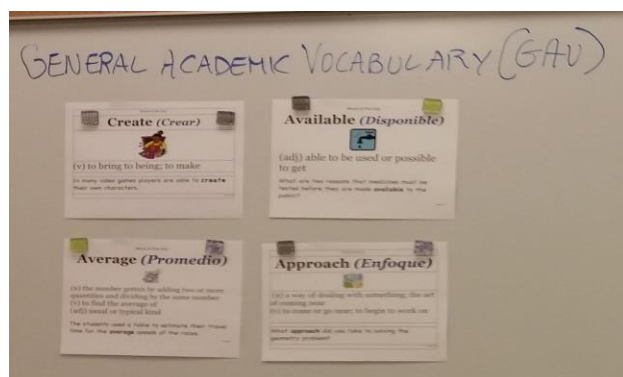 GENERAL ACADEMIC VOCABULARY (GAV)
Create (Crear)
(v) to bring to being; to make
In many video games players are able to create
their own characters.
Available (Disponible)
(adj) able to be used or possible
to get
What are two reasons that medicines must be
tested before they are made available to the
public?
Average (Promedio)
(n) the number gotten by adding two or more
quantities and dividing by the same number
(v) to find the average of
(adj) usual or typical kind
The students used a table to estimate their travel
time for the average speeds of the races.
Approach (Enfoque)
(n) a way of dealing with something; the act
of coming near
(v) to come or go near; to begin to work on
What approach did you take to solving the
geometry problem?